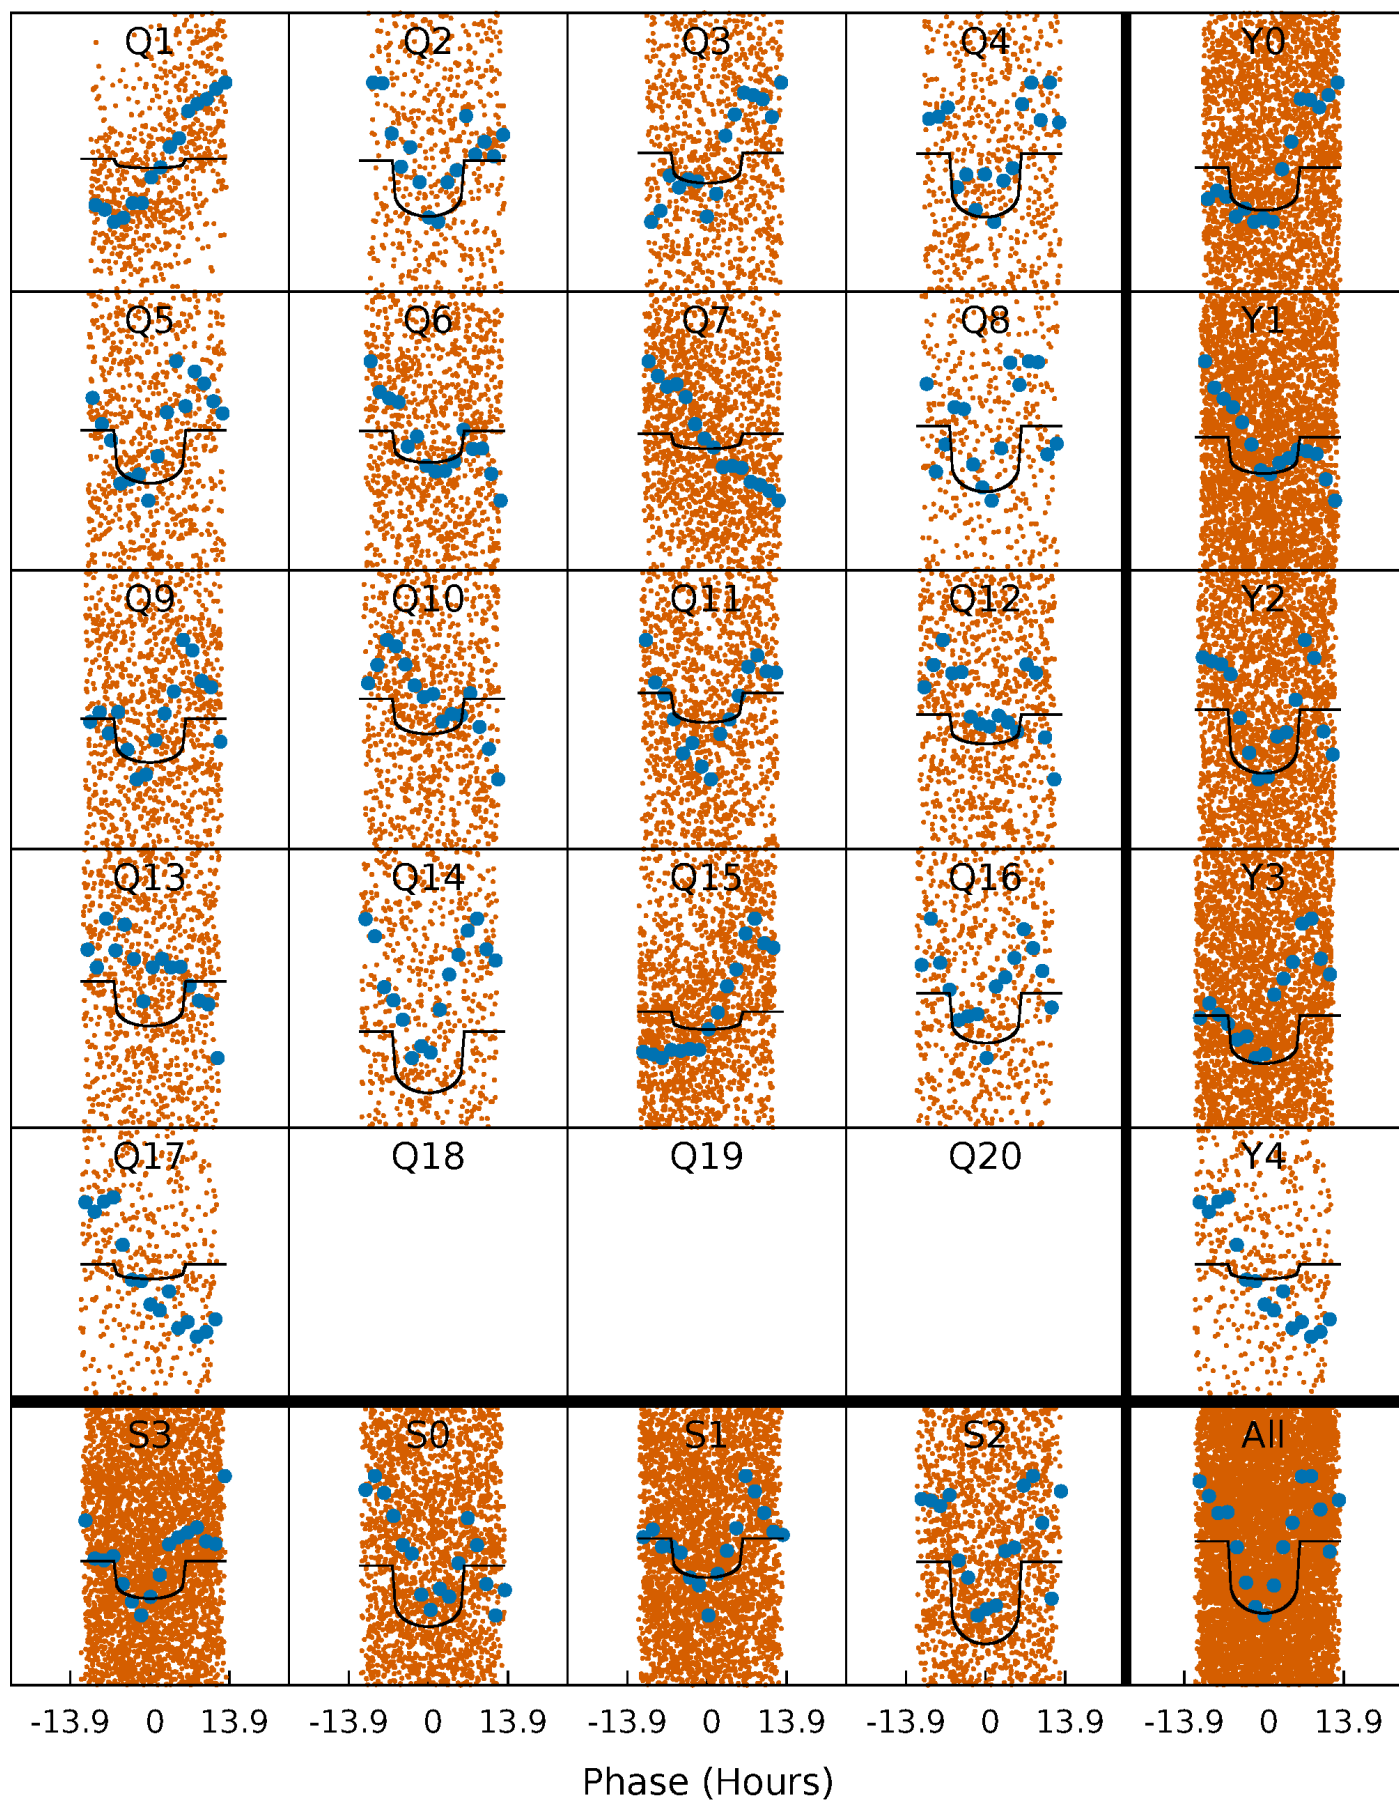 Q1 Q2 Q3 Q4 Y0
Q5 Q6 Q7 Q8 Y1
Q9 Q10 Q11 Q12 Y2
Q13 Q14 Q15 Q16 Y3
Q17 Q18 Q19 Q20 Y4
S3 S0 S1 S2 All
-13.9 0 13.9 -13.9 0 13.9 -13.9 0 13.9 -13.9 0 13.9 -13.9 0 13.9
Phase (Hours)